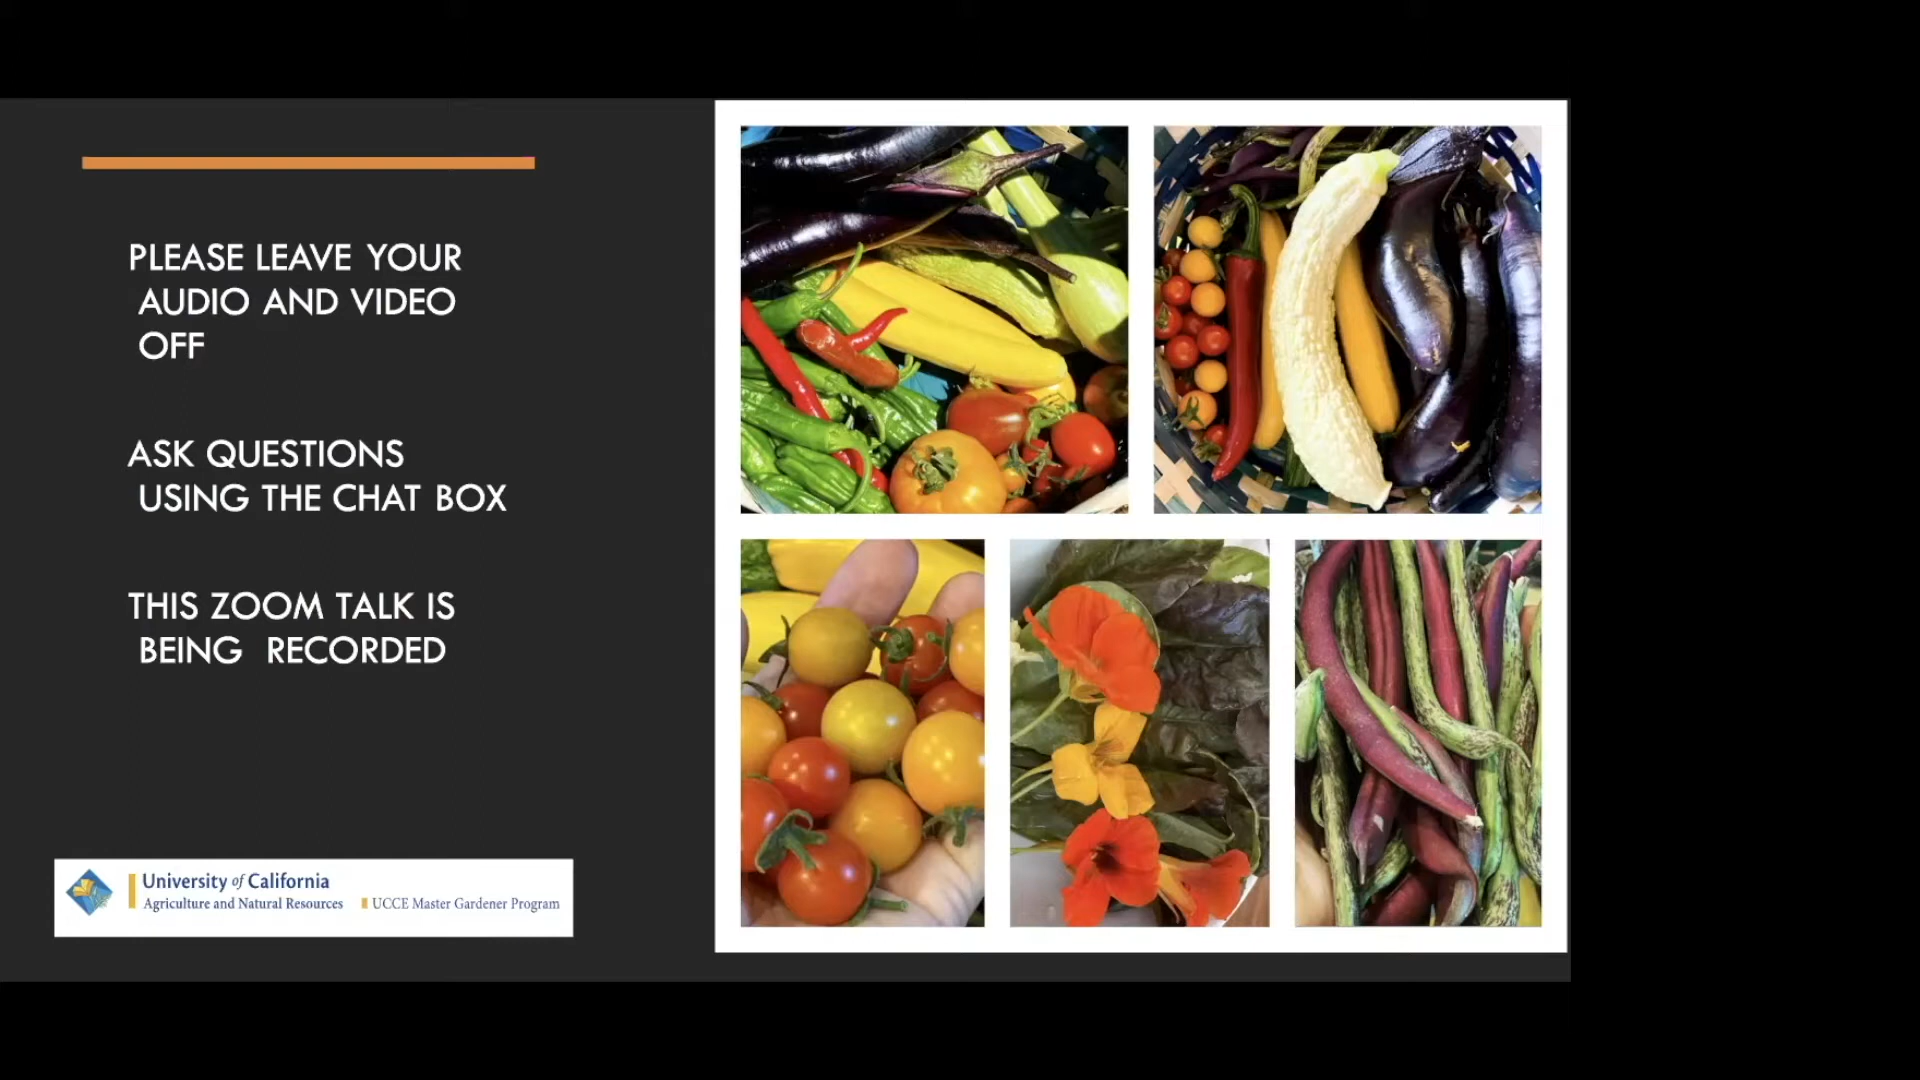 PLEASE LEAVE YOUR
AUDIO AND VIDEO
OFF
ASK QUESTIONS
USING THE CHAT BOX
THIS ZOOM TALK IS
BEING RECORDED
University of California
Agriculture and Natural Resources UCCE Master Gardener Program